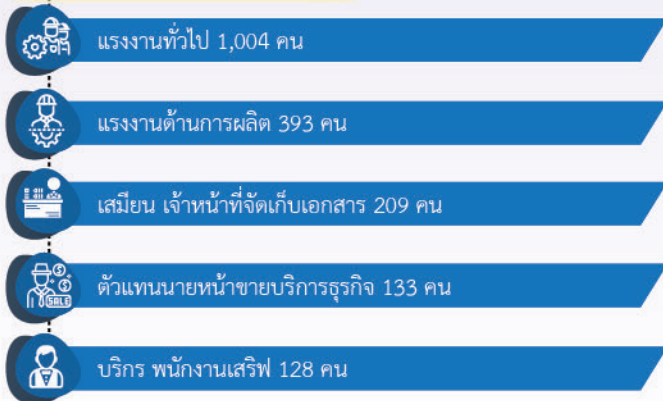 แรงงานทั่วไป 1,004 คน
แรงงานด้านการผลิต 393 คน
เสมียน เจ้าหน้าที่จัดเก็บเอกสาร 209 คน
ตัวแทนนายหน้าขายบริการธุรกิจ 133 คน
SALE
บริกร พนักงานเสริฟ 128 คน